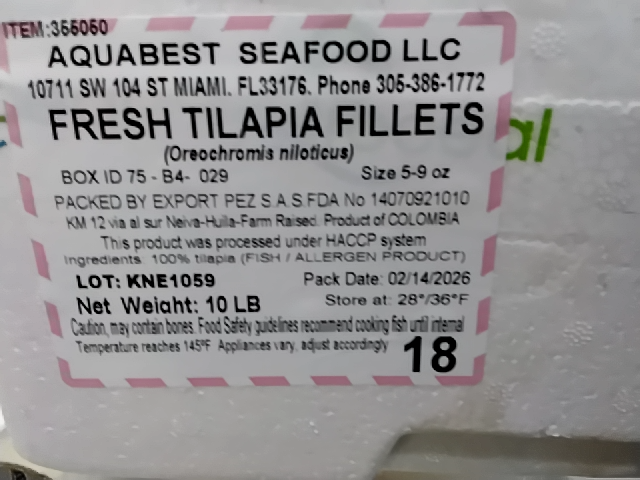 ITEM:355050
AQUABEST SEAFOOD LLC
10711 SW 104 ST MIAMI. FL33176. Phone 305-386-1772
FRESH TILAPIA FILLETS
(Oreochromis niloticus)
BOX ID 75 - B4- 029 Size 5-9 oz
PACKED BY EXPORT PEZ S.A.S.FDA No 14070921010
KM 12 via al sur Neiva-Huila-Farm Raised. Product of COLOMBIA
This product was processed under HACCP system
Ingredients: 100% tilapia (FISH / ALLERGEN PRODUCT)
LOT: KNE1059 Pack Date: 02/14/2026
Net Weight: 10 LB Store at: 28°/36°F
Caution, may contain bones. Food Safety guidelines recommend cooking fish until internal
Temperature reaches 145ºF Appliances vary, adjust accordingly
18
al